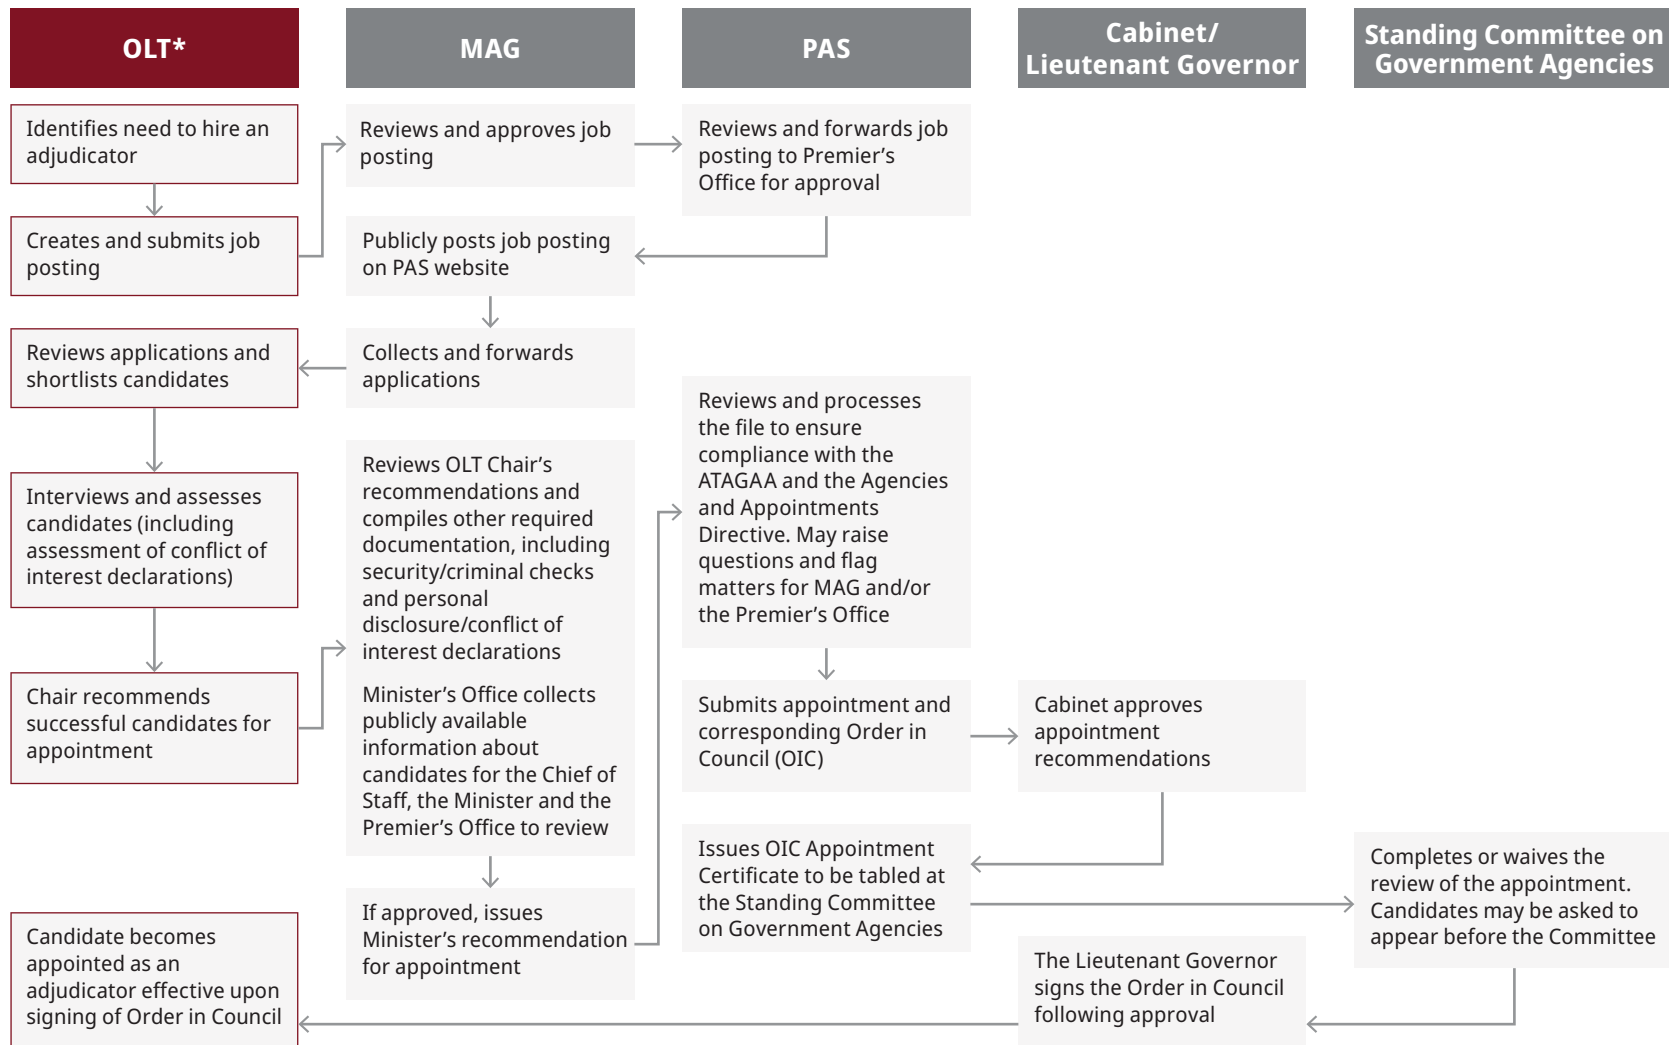 OLT*
MAG
PAS
Cabinet/
Lieutenant Governor
Standing Committee on
Government Agencies
Identifies need to hire an
adjudicator
Creates and submits job
posting
Reviews and approves job
posting
Reviews and forwards job
posting to Premier’s
Office for approval
Publicly posts job posting
on PAS website
Collects and forwards
applications
Reviews applications and
shortlists candidates
Interviews and assesses
candidates (including
assessment of conflict of
interest declarations)
Chair recommends
successful candidates for
appointment
Reviews OLT Chair’s
recommendations and
compiles other required
documentation, including
security/criminal checks
and personal
disclosure/conflict of
interest declarations
Minister’s Office collects
publicly available
information about
candidates for the Chief of
Staff, the Minister and the
Premier’s Office to review
If approved, issues
Minister’s recommendation
for appointment
Reviews and processes
the file to ensure
compliance with the
ATAGAA and the Agencies
and Appointments
Directive. May raise
questions and flag
matters for MAG and/or
the Premier’s Office
Submits appointment and
corresponding Order in
Council (OIC)
Cabinet approves
appointment
recommendations
Issues OIC Appointment
Certificate to be tabled at
the Standing Committee
on Government Agencies
Completes or waives the
review of the appointment.
Candidates may be asked to
appear before the Committee
The Lieutenant Governor
signs the Order in Council
following approval
Candidate becomes
appointed as an
adjudicator effective upon
signing of Order in Council